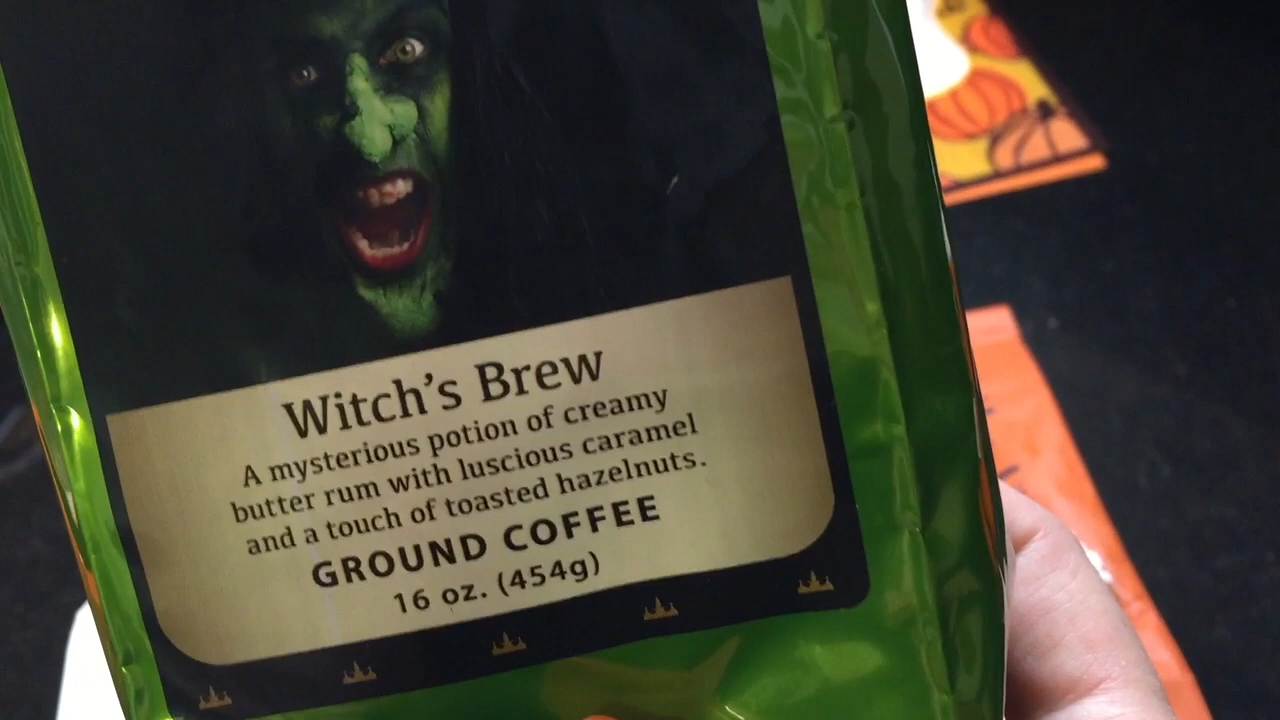 Witch's Brew
A mysterious potion of creamy
butter rum with luscious caramel
and a touch of toasted hazelnuts.
GROUND COFFEE
16 oz. (454g)